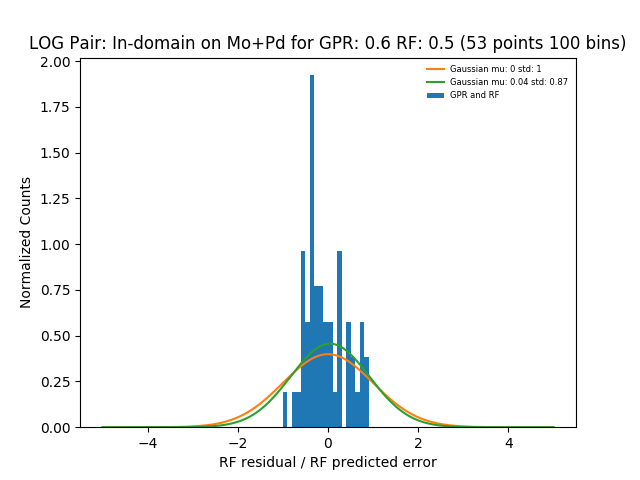 LOG Pair: In-domain on Mo+Pd for GPR: 0.6 RF: 0.5 (53 points 100 bins)
Gaussian mu: 0 std: 1
Gaussian mu: 0.04 std: 0.87
GPR and RF
Normalized Counts
2.00
1.75
1.50
1.25
1.00
0.75
0.50
0.25
0.00
−4 −2 0 2 4
RF residual / RF predicted error